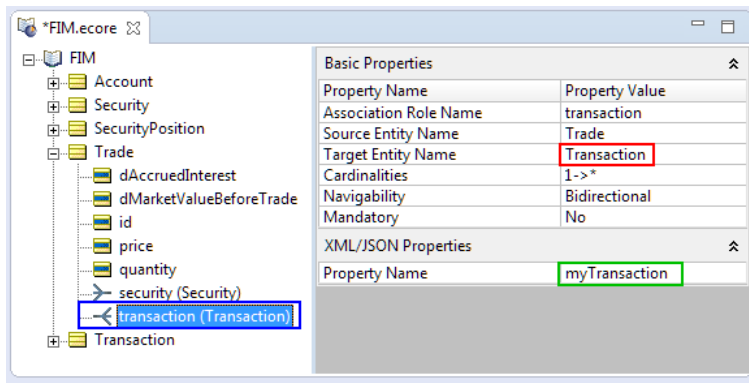 *FIM.ecore
FIM
Account
Security
SecurityPosition
Trade
dAccruedInterest
dMarketValueBeforeTrade
id
price
quantity
security (Security)
transaction (Transaction)
Transaction
Basic Properties
Property Name Property Value
Association Role Name transaction
Source Entity Name Trade
Target Entity Name Transaction
Cardinalities 1->*
Navigability Bidirectional
Mandatory No
XML/JSON Properties
Property Name myTransaction